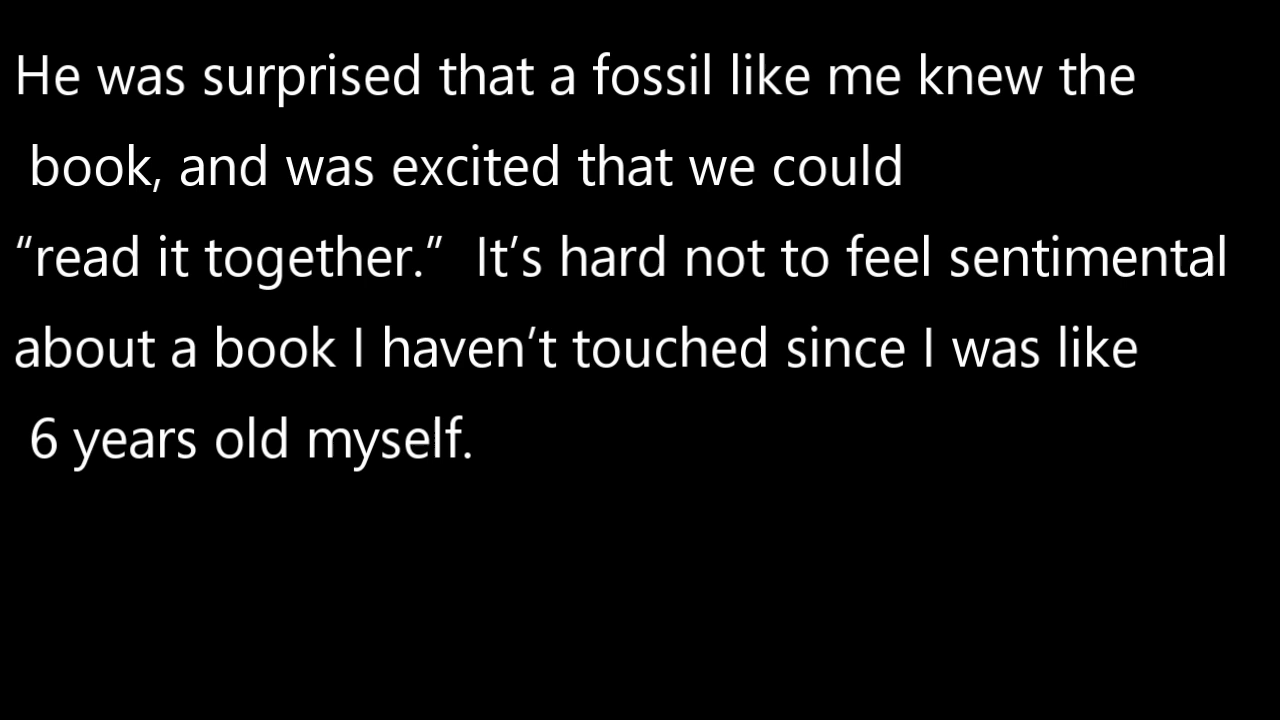 He was surprised that a fossil like me knew the
book, and was excited that we could
“read it together.”  It’s hard not to feel sentimental
about a book I haven’t touched since I was like
6 years old myself.